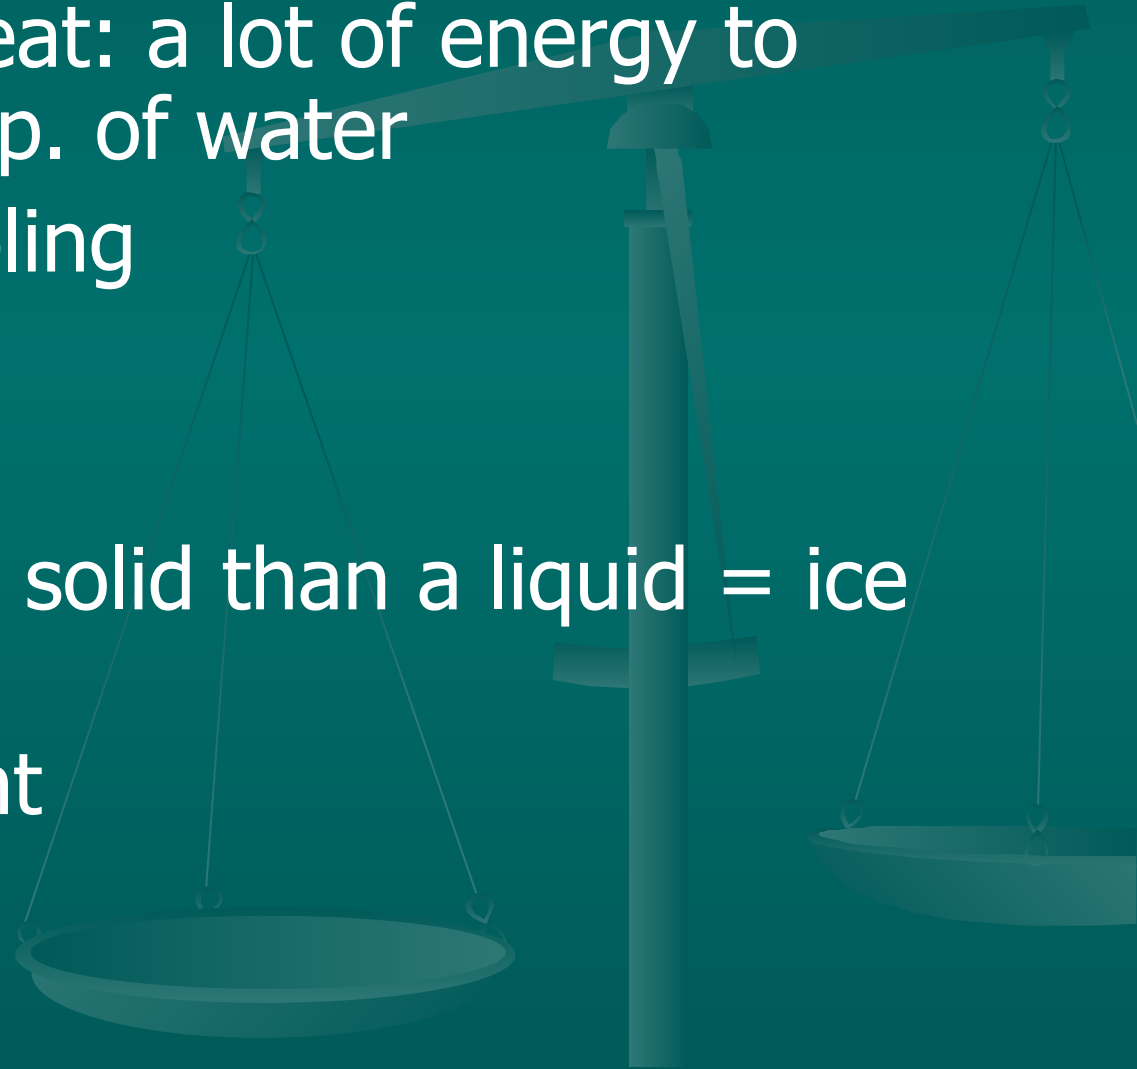 eat: a lot of energy to
p. of water
ling
solid than a liquid = ice
nt